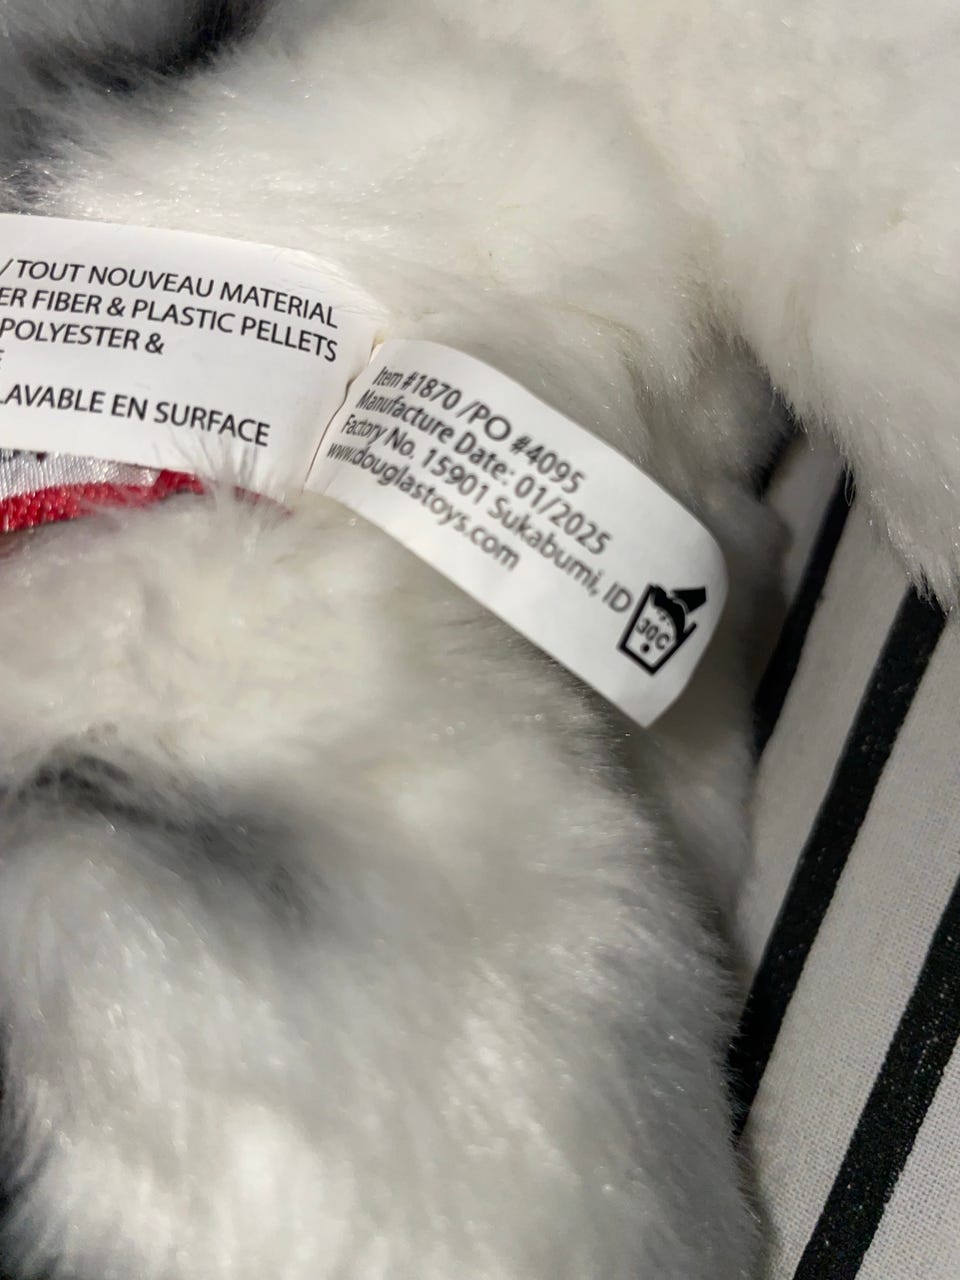 / TOUT NOUVEAU MATERIAL
ER FIBER & PLASTIC PELLETS
POLYESTER &
LAVABLE EN SURFACE
Item #1870 /PO #4095
Manufacture Date: 01/2025
Factory No. 15901 Sukabumi, ID
www.douglastoys.com
30C